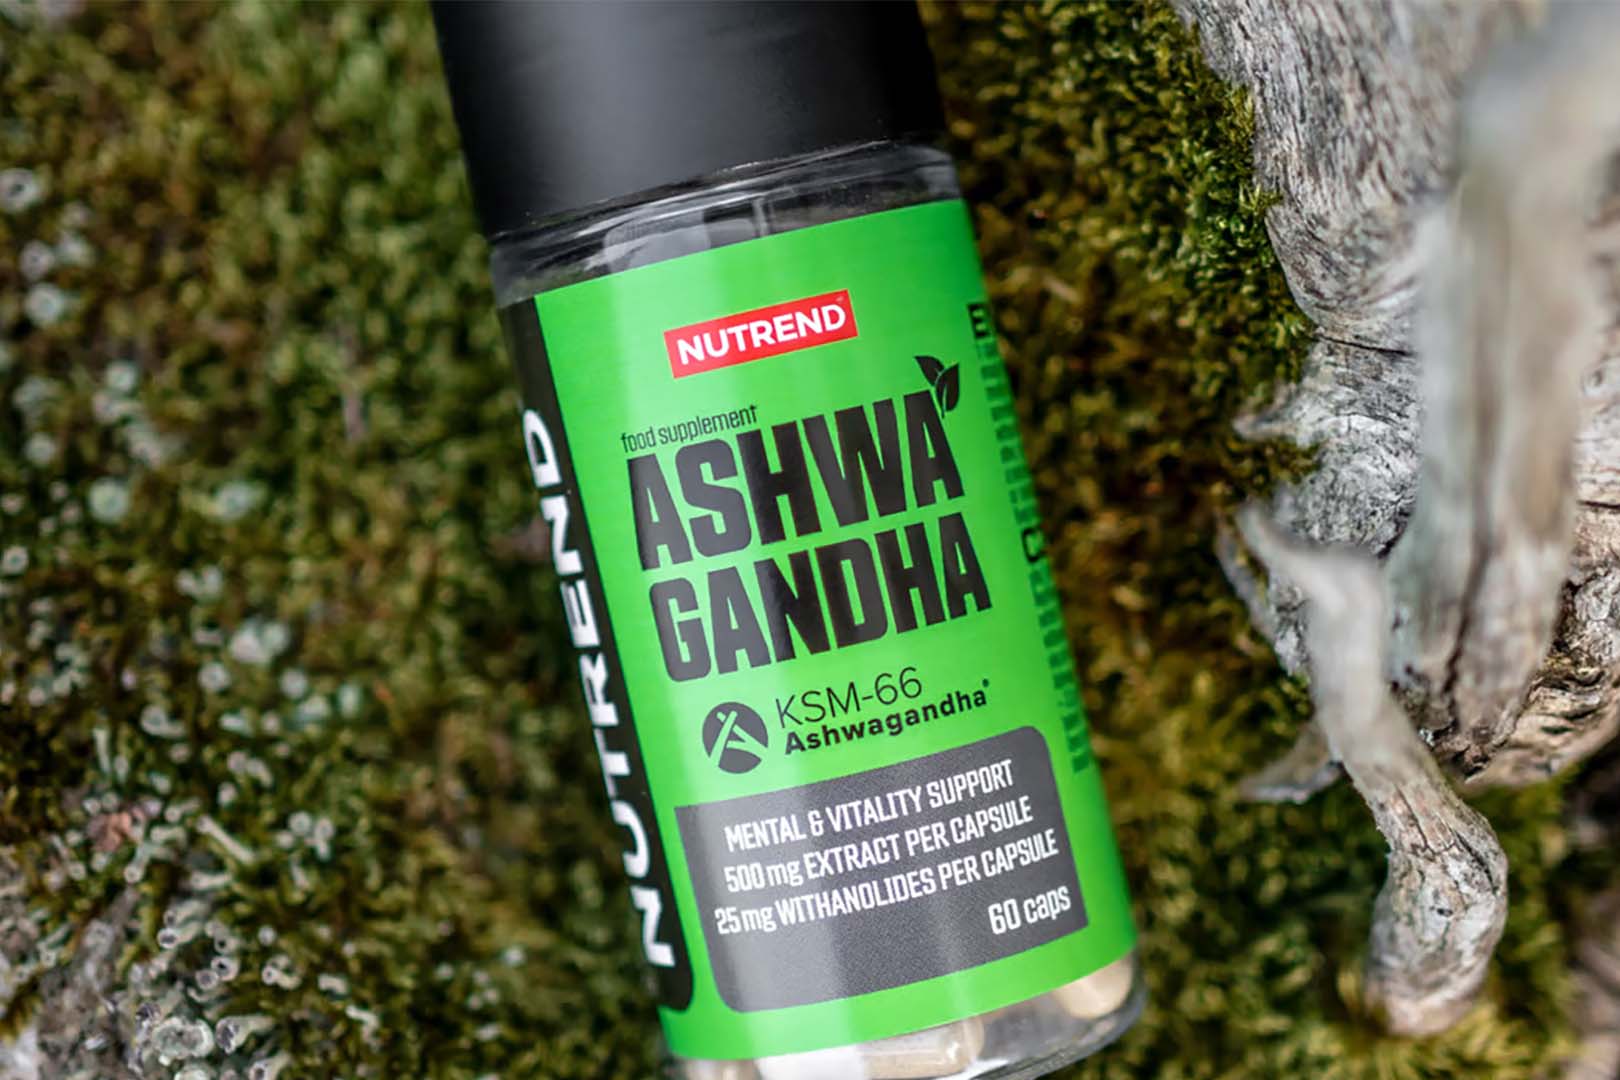 NUTREND
NUTREND
food supplement
ASHWA
GANDHA
KSM-66
Ashwagandha®
MENTAL & VITALITY SUPPORT
500 mg EXTRACT PER CAPSULE
25 mg WITHANOLIDES PER CAPSULE
60 caps